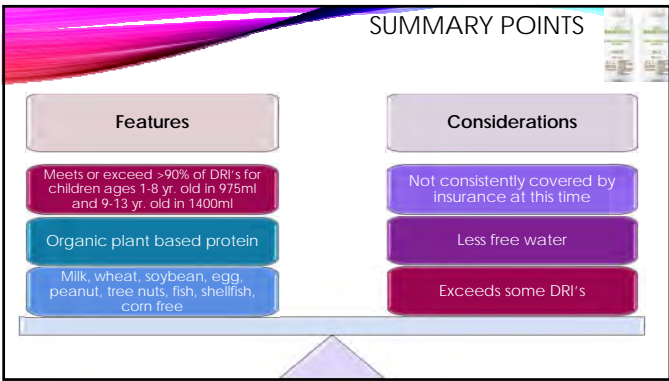 SUMMARY POINTS
Features
Meets or exceed >90% of DRI's for
children ages 1-8 yr. old in 975ml
and 9-13 yr. old in 1400ml
Organic plant based protein
Milk, wheat, soybean, egg,
peanut, tree nuts, fish, shellfish,
corn free
Considerations
Not consistently covered by
insurance at this time
Less free water
Exceeds some DRI's